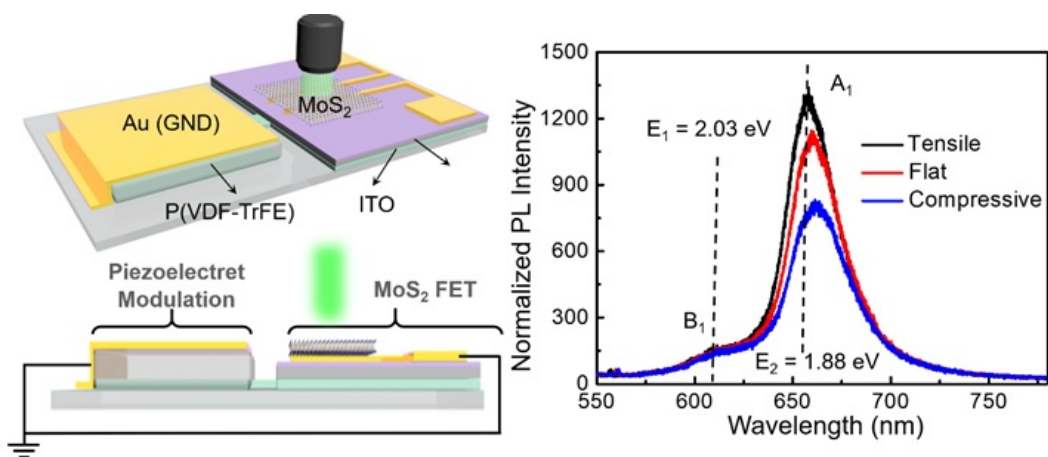 MoS₂
Au (GND)
P(VDF-TrFE)
ITO
Piezoelectret
Modulation
MoS₂ FET
Normalized PL Intensity
1500
1200
900
600
300
0
A₁
E₁ = 2.03 eV
Tensile
Flat
Compressive
B₁
E₂ = 1.88 eV
550
600
650
700
750
Wavelength (nm)